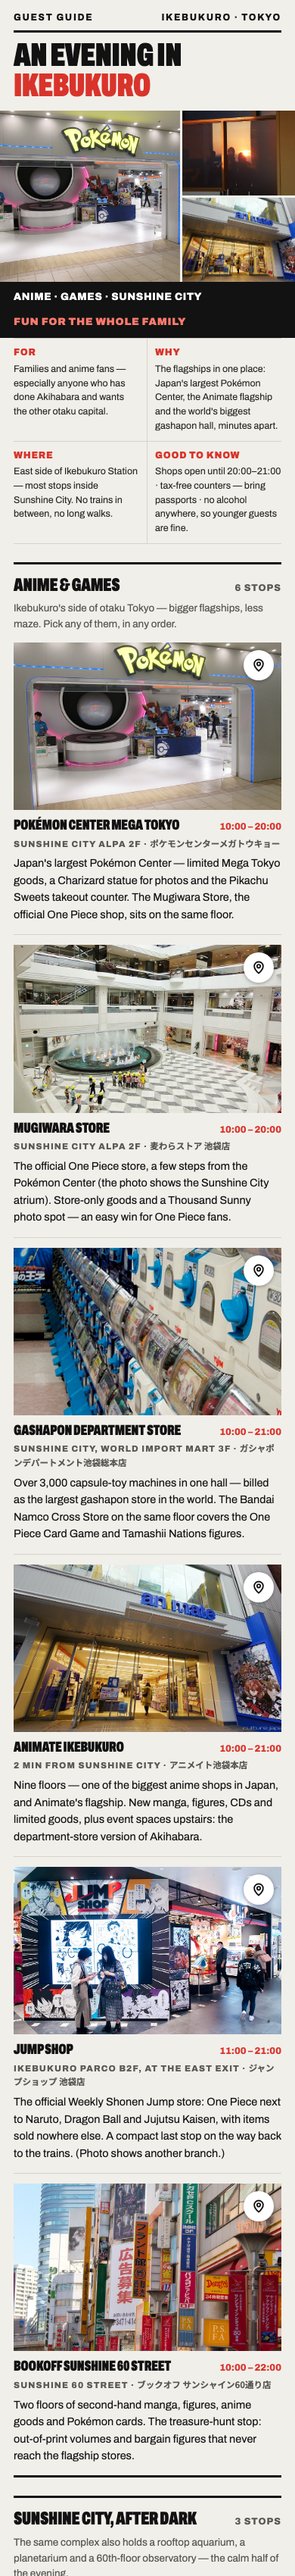 GUEST GUIDE
IKEBUKURO · TOKYO
AN EVENING IN
IKEBUKURO
Pokémon
animate
ANIME · GAMES · SUNSHINE CITY
FUN FOR THE WHOLE FAMILY
FOR
Families and anime fans —
especially anyone who has
done Akihabara and wants
the other otaku capital.
WHY
The flagships in one place:
Japan's largest Pokémon
Center, the Animate flagship
and the world's biggest
gashapon hall, minutes apart.
WHERE
East side of Ikebukuro Station
— most stops inside
Sunshine City. No trains in
between, no long walks.
GOOD TO KNOW
Shops open until 20:00–21:00
· tax-free counters — bring
passports · no alcohol
anywhere, so younger guests
are fine.
ANIME & GAMES
6 STOPS
Ikebukuro's side of otaku Tokyo — bigger flagships, less
maze. Pick any of them, in any order.
Pokémon
POKÉMON CENTER MEGA TOKYO
10:00 – 20:00
SUNSHINE CITY ALPA 2F · ポケモンセンターメガトウキョー
Japan's largest Pokémon Center — limited Mega Tokyo
goods, a Charizard statue for photos and the Pikachu
Sweets takeout counter. The Mugiwara Store, the
official One Piece shop, sits on the same floor.
MUGIWARA STORE
10:00 – 20:00
SUNSHINE CITY ALPA 2F · 麦わらストア 池袋店
The official One Piece store, a few steps from the
Pokémon Center (the photo shows the Sunshine City
atrium). Store-only goods and a Thousand Sunny
photo spot — an easy win for One Piece fans.
GASHAPON DEPARTMENT STORE
10:00 – 21:00
SUNSHINE CITY, WORLD IMPORT MART 3F · ガシャポ
ンデパートメント池袋総本店
Over 3,000 capsule-toy machines in one hall — billed
as the largest gashapon store in the world. The Bandai
Namco Cross Store on the same floor covers the One
Piece Card Game and Tamashii Nations figures.
animate
ANIMATE IKEBUKURO
10:00 – 21:00
2 MIN FROM SUNSHINE CITY · アニメイト池袋本店
Nine floors — one of the biggest anime shops in Japan,
and Animate's flagship. New manga, figures, CDs and
limited goods, plus event spaces upstairs: the
department-store version of Akihabara.
JUMP
SHOP
JUMP SHOP
11:00 – 21:00
IKEBUKURO PARCO B2F, AT THE EAST EXIT · ジャン
プショップ 池袋店
The official Weekly Shonen Jump store: One Piece next
to Naruto, Dragon Ball and Jujutsu Kaisen, with items
sold nowhere else. A compact last stop on the way back
to the trains. (Photo shows another branch.)
広告募集
BOOKOFF SUNSHINE 60 STREET
10:00 – 22:00
SUNSHINE 60 STREET · ブックオフ サンシャイン60通り店
Two floors of second-hand manga, figures, anime
goods and Pokémon cards. The treasure-hunt stop:
out-of-print volumes and bargain figures that never
reach the flagship stores.
SUNSHINE CITY, AFTER DARK
3 STOPS
The same complex also holds a rooftop aquarium, a
planetarium and a 60th-floor observatory — the calm half of
the evening.